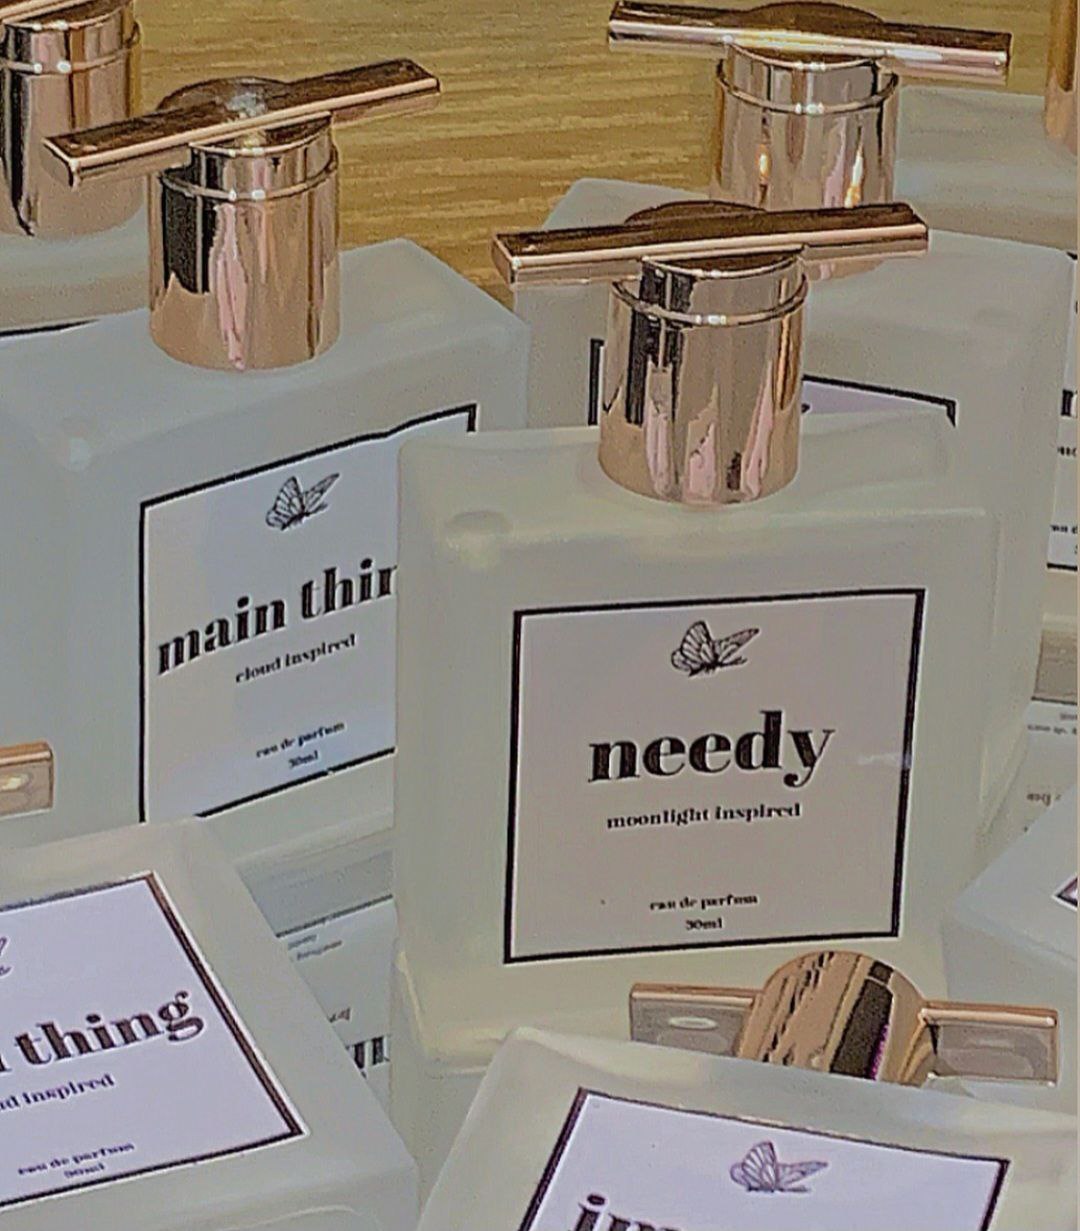 main thin
cloud inspired
eau de parfum
30ml
needy
moonlight inspired
eau de parfum
30ml
thing
inspired
eau de parfum
30ml